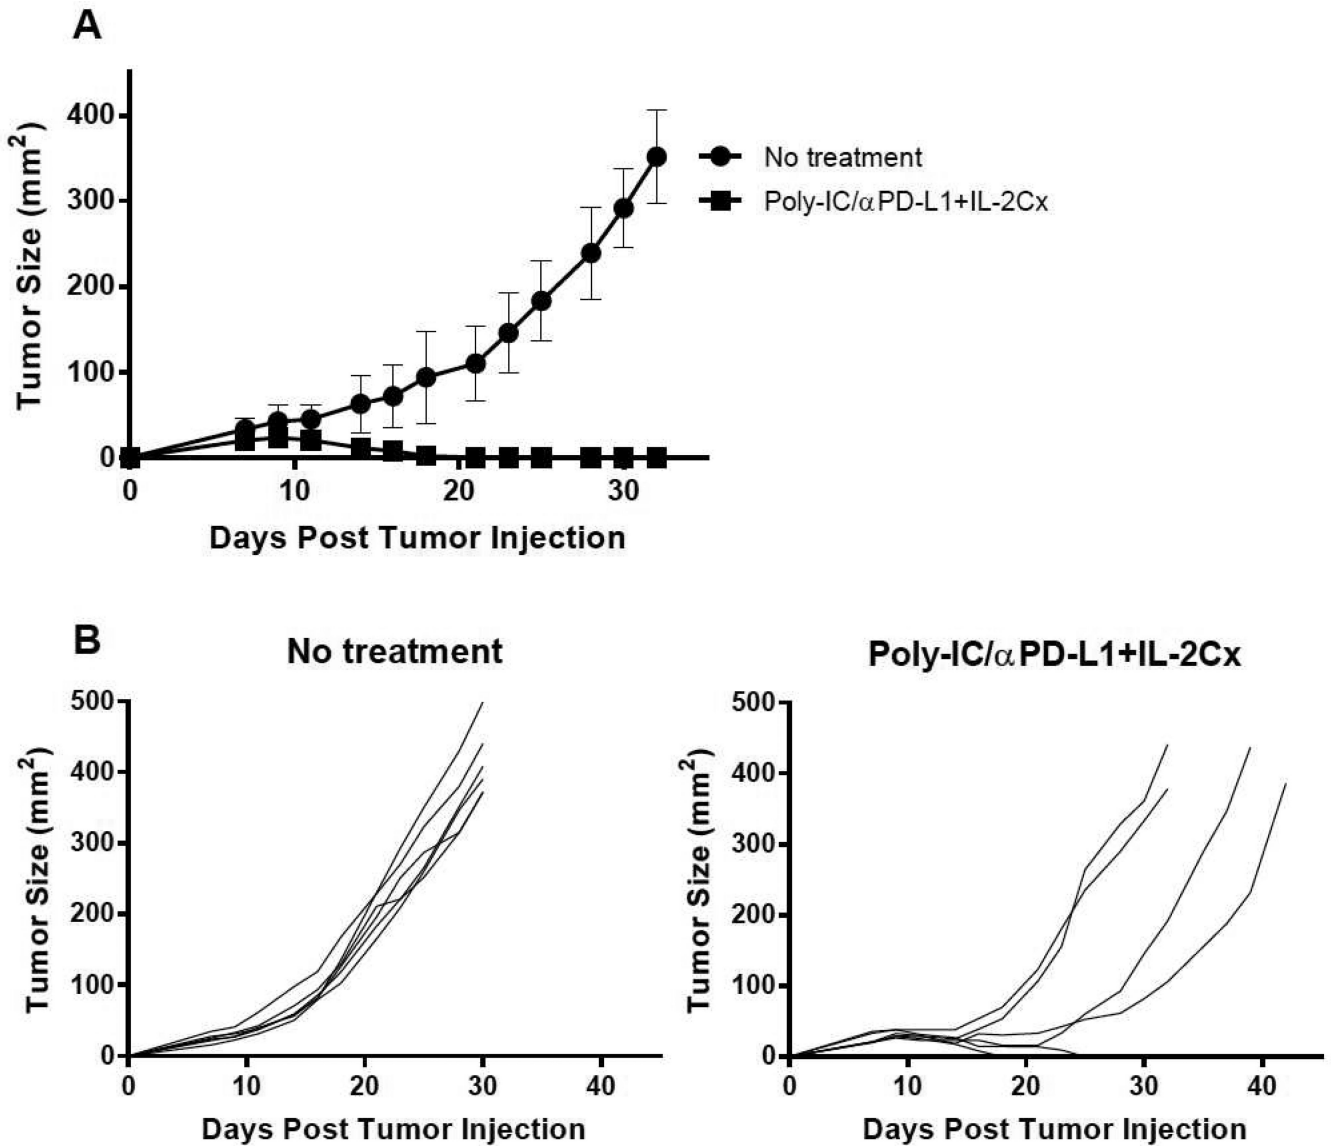 A
400
300
200
100
0
Tumor Size (mm²)
0 10 20 30
Days Post Tumor Injection
No treatment
Poly-IC/αPD-L1+IL-2Cx
B
No treatment
500
400
300
200
100
0
Tumor Size (mm²)
0 10 20 30 40
Days Post Tumor Injection
Poly-IC/αPD-L1+IL-2Cx
500
400
300
200
100
0
Tumor Size (mm²)
0 10 20 30 40
Days Post Tumor Injection